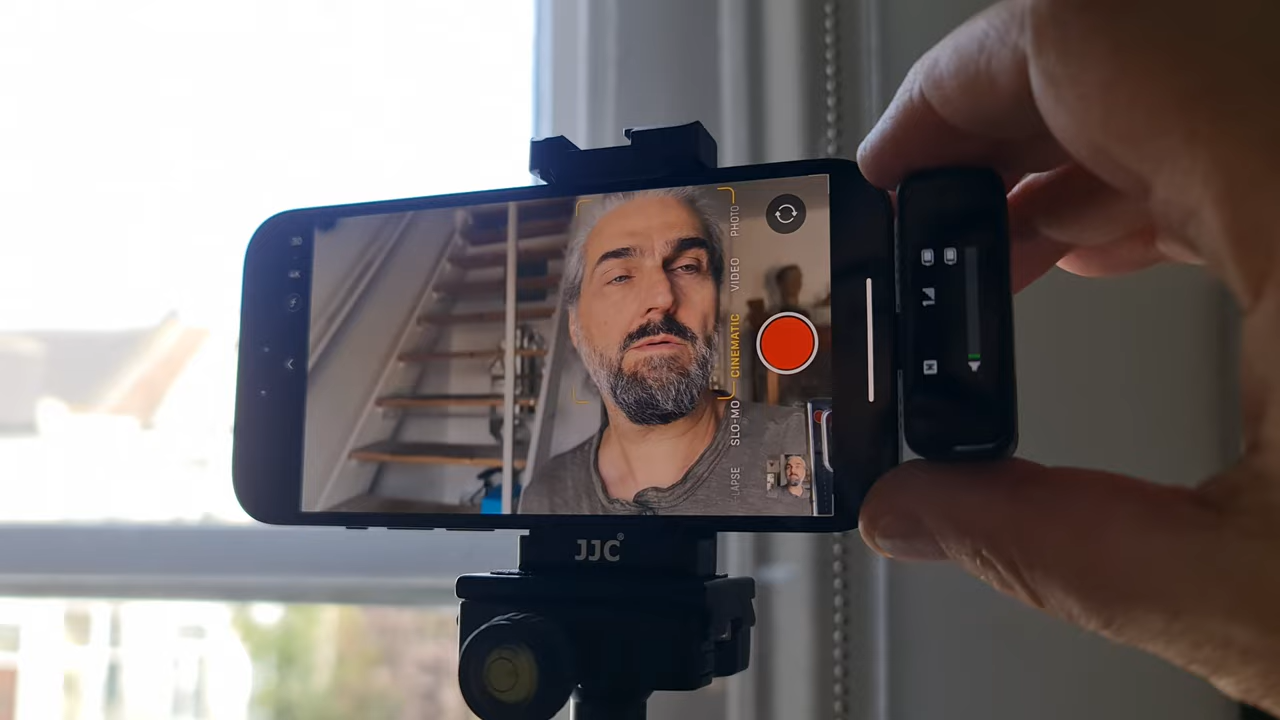 PHOTO
VIDEO
CINEMATIC
SLO-MO
-LAPSE
JJC®